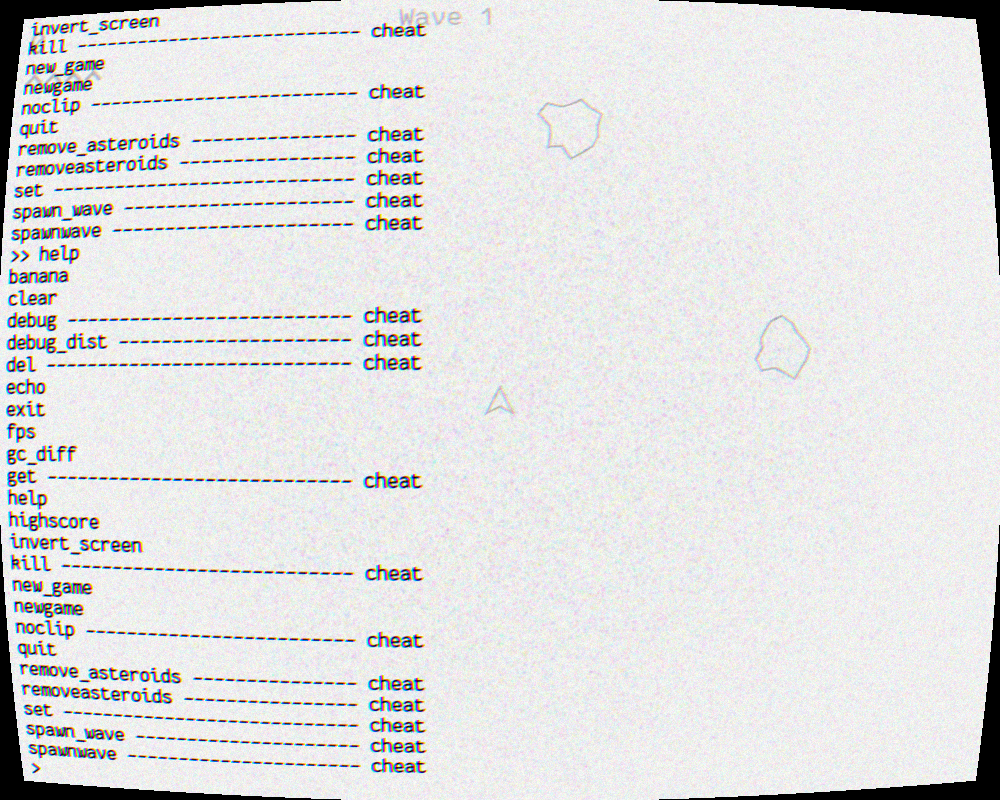 Wave 1
invert_screen
kill --------------------------- cheat
new_game
newgame
noclip -------------------------- cheat
quit
remove_asteroids ---------------- cheat
removeasteroids ----------------- cheat
set ----------------------------- cheat
spawn_wave ---------------------- cheat
spawnwave ----------------------- cheat
>> help
banana
clear
debug --------------------------- cheat
debug_dist ---------------------- cheat
del ----------------------------- cheat
echo
exit
fps
gc_diff
get ----------------------------- cheat
help
highscore
invert_screen
kill ---------------------------- cheat
new_game
newgame
noclip -------------------------- cheat
quit
remove_asteroids ---------------- cheat
removeasteroids ----------------- cheat
set ----------------------------- cheat
spawn_wave ---------------------- cheat
spawnwave ----------------------- cheat
>